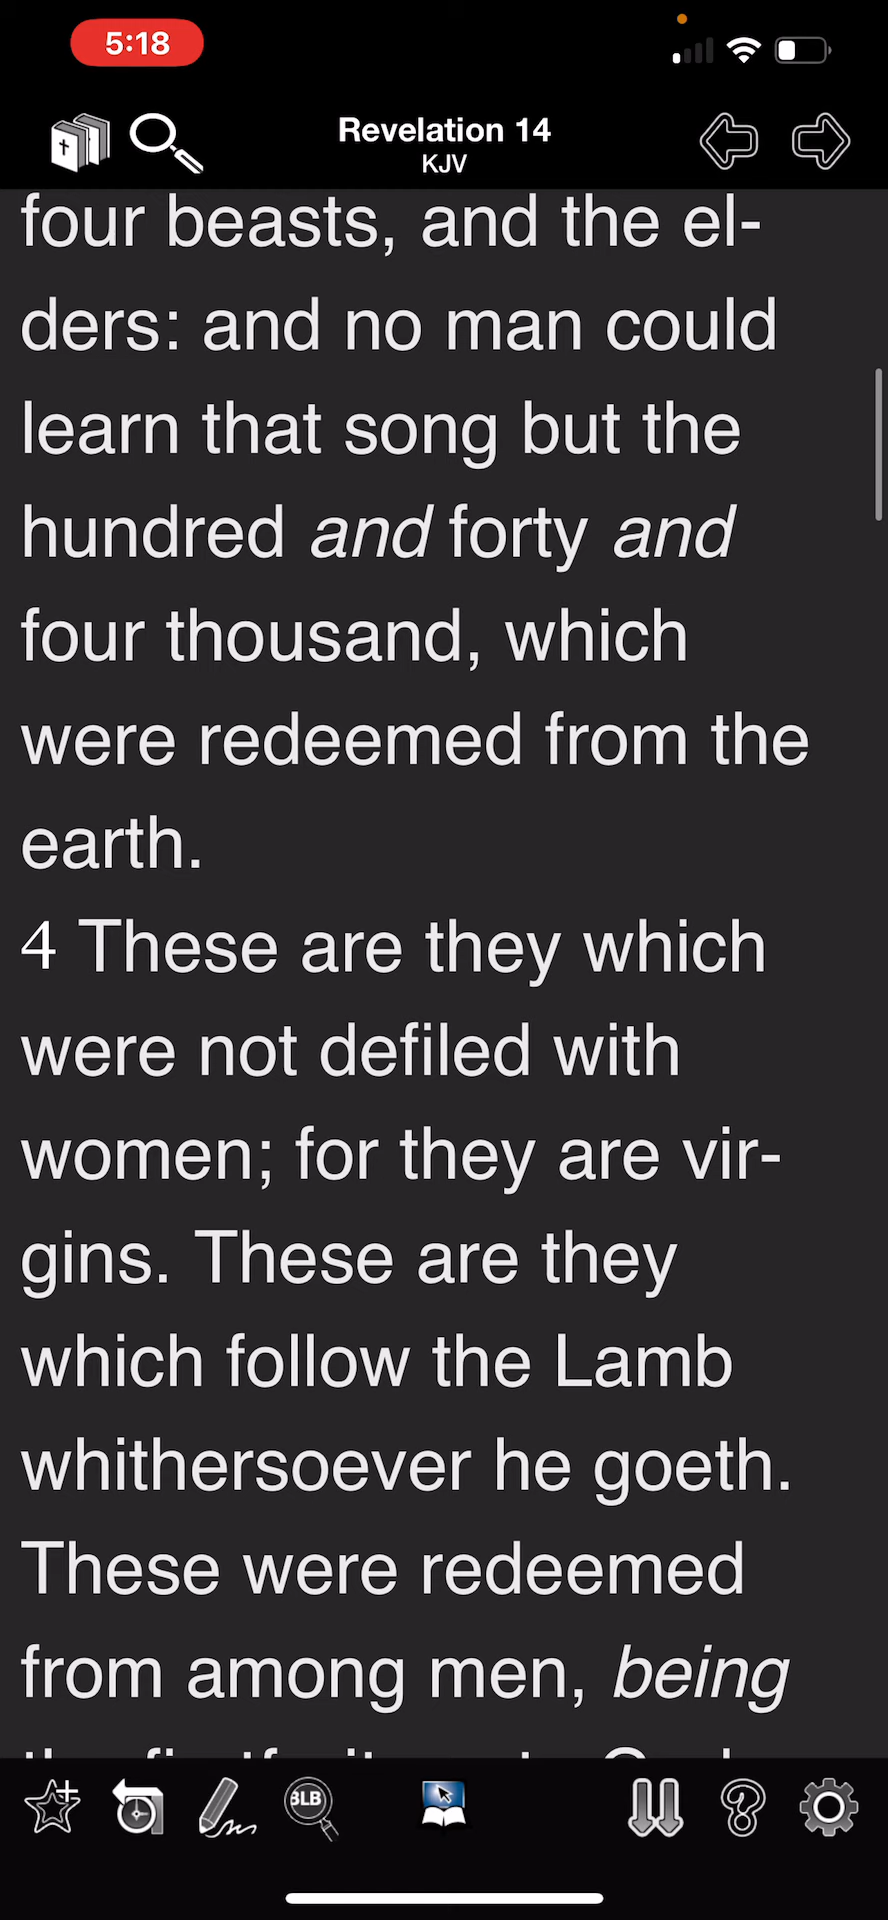 5:18
Revelation 14
KJV
four beasts, and the el-
ders: and no man could
learn that song but the
hundred and forty and
four thousand, which
were redeemed from the
earth.
4 These are they which
were not defiled with
women; for they are vir-
gins. These are they
which follow the Lamb
whithersoever he goeth.
These were redeemed
from among men, being
BLB